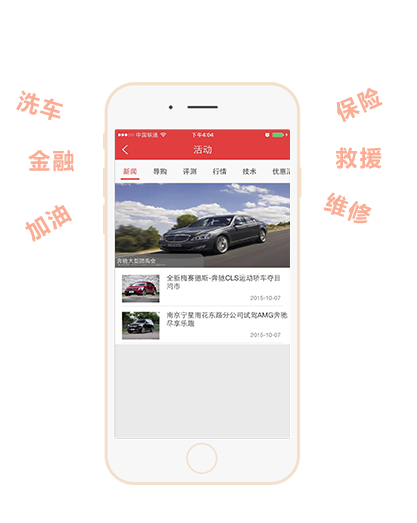 洗车
保险
金融
救援
加油
维修
中国联通
下午4:04
活动
新闻 导购 评测 行情 技术 优惠活
奔驰大型团购会
全新梅赛德斯-奔驰CLS运动轿车夺目
河市
2015-10-07
南京宁星雨花东路分公司试驾AMG奔驰
尽享乐趣
2015-10-07